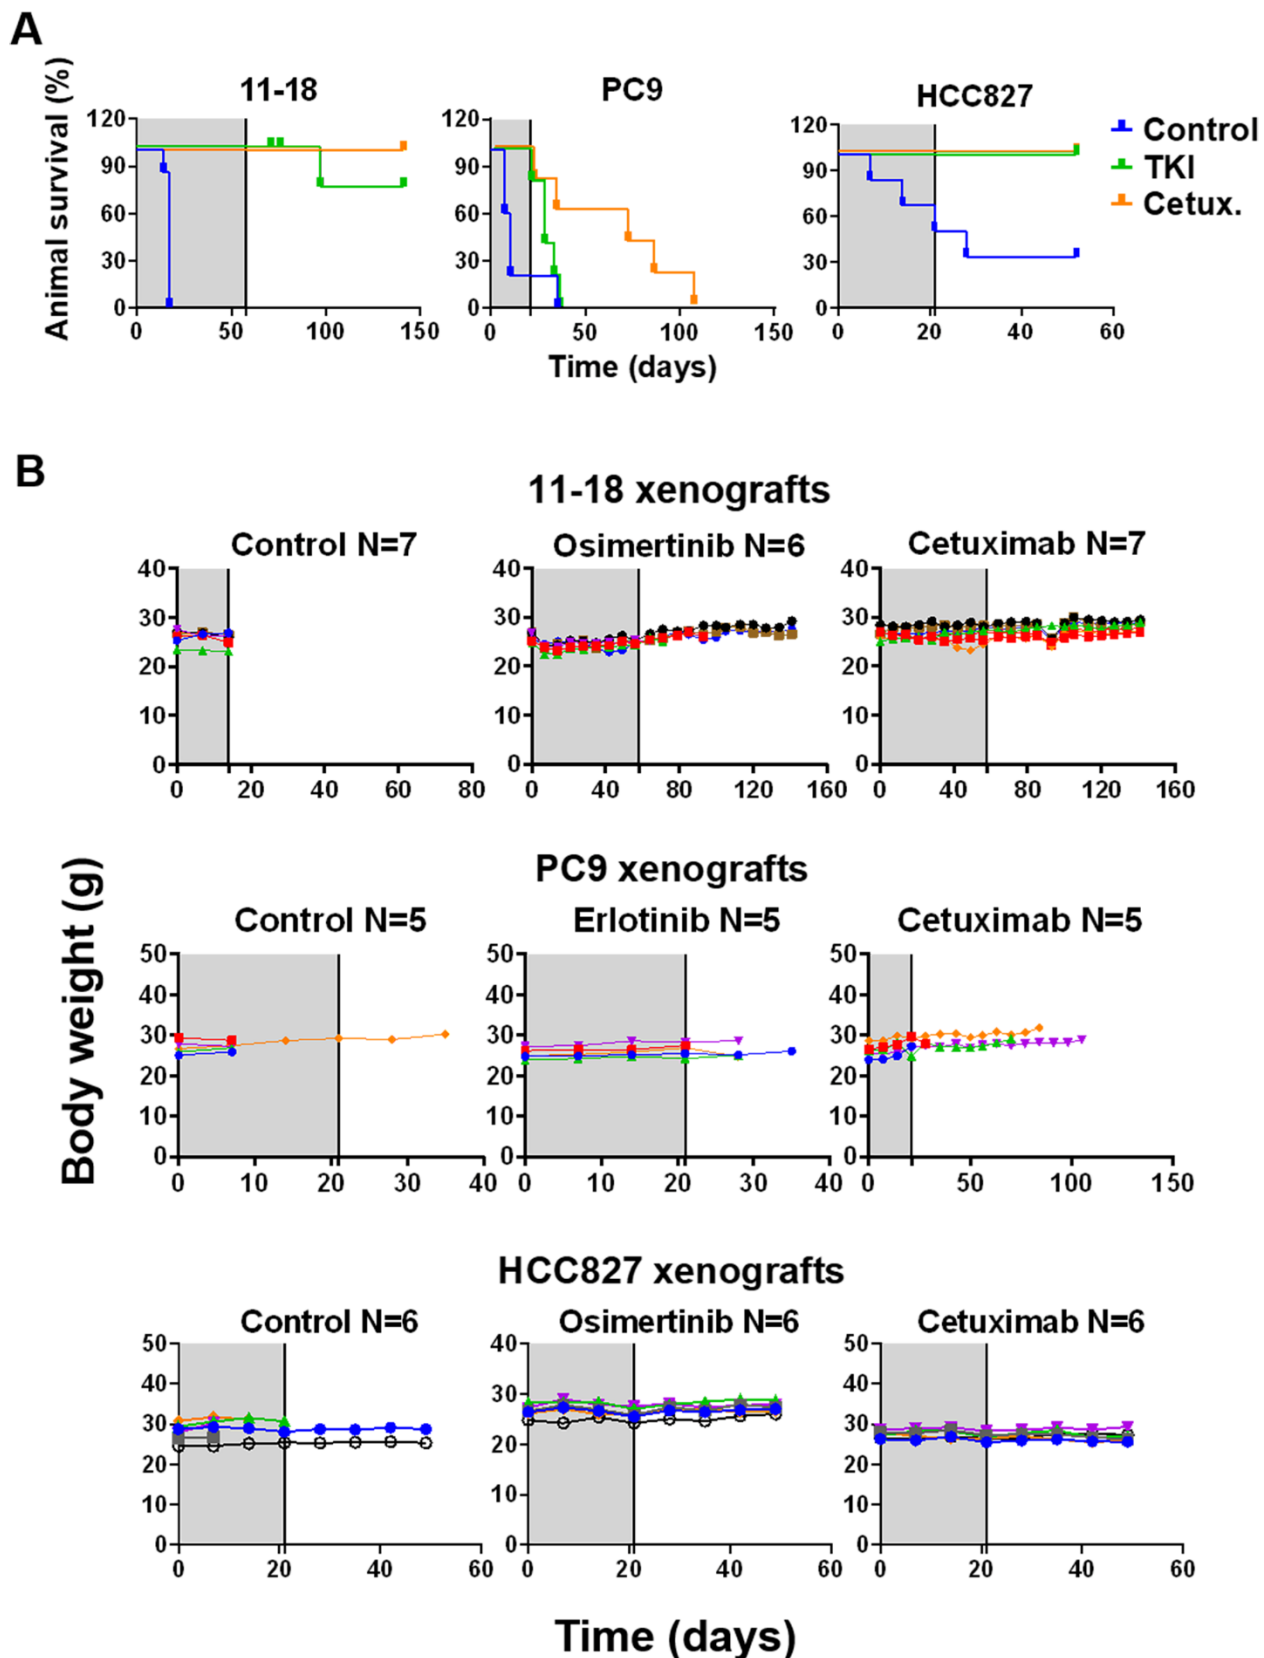 A
11-18
PC9
HCC827
Animal survival (%)
120
90
60
30
0
0 50 100 150
120
90
60
30
0
0 50 100 150
120
90
60
30
0
0 20 40 60
Control
TKI
Cetux.
Time (days)
B
11-18 xenografts
Control N=7
Osimertinib N=6
Cetuximab N=7
40
30
20
10
0
0 20 40 60 80
40
30
20
10
0
0 40 80 120 160
40
30
20
10
0
0 40 80 120 160
Body weight (g)
PC9 xenografts
Control N=5
Erlotinib N=5
Cetuximab N=5
50
40
30
20
10
0
0 10 20 30 40
50
40
30
20
10
0
0 10 20 30 40
50
40
30
20
10
0
0 50 100 150
HCC827 xenografts
Control N=6
Osimertinib N=6
Cetuximab N=6
50
40
30
20
10
0
0 20 40 60
40
30
20
10
0
0 20 40 60
50
40
30
20
10
0
0 20 40 60
Time (days)